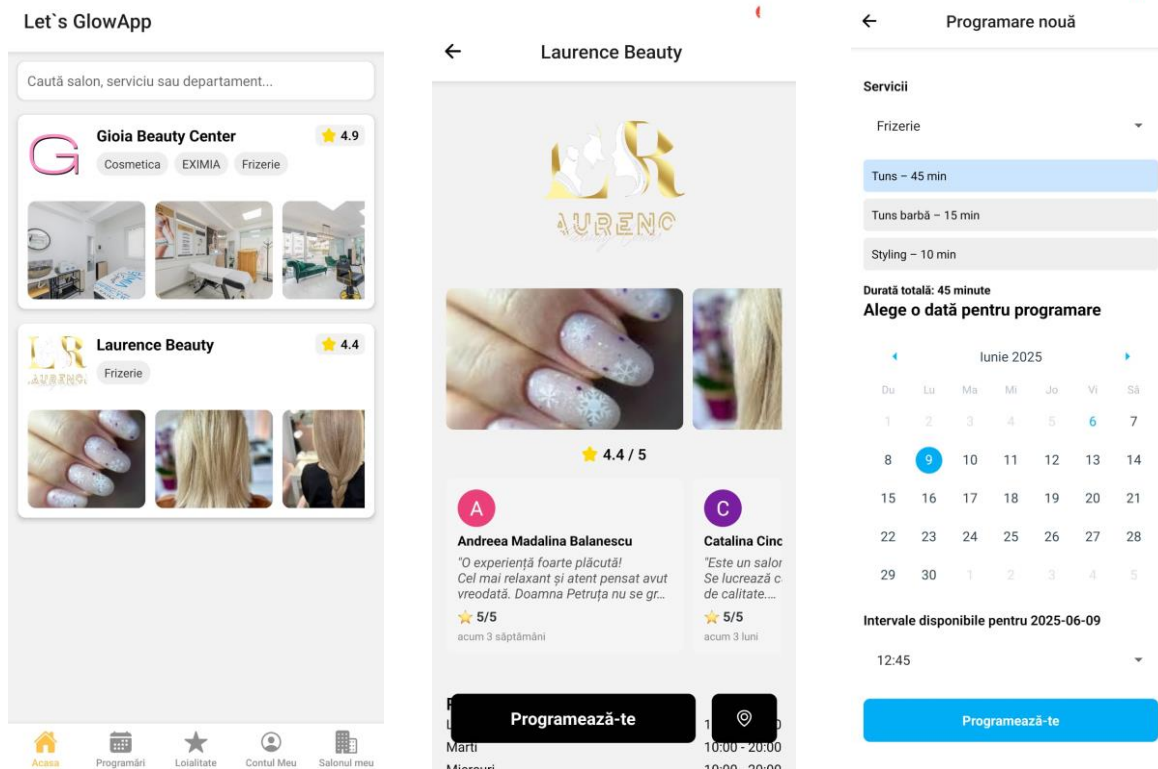 Let`s GlowApp
Caută salon, serviciu sau departament...
Gioia Beauty Center
4.9
Cosmetica EXIMIA Frizerie
Laurence Beauty
4.4
Frizerie
Acasa Programări Loialitate Contul Meu Salonul meu
Laurence Beauty
4.4 / 5
A
Andreea Madalina Balanescu
"O experiență foarte plăcută!
Cel mai relaxant și atent pensat avut
vreodată. Doamna Petruța nu se gr...
5/5
acum 3 săptămâni
C
Catalina Cinc
"Este un salon
Se lucrează c
de calitate....
5/5
acum 3 luni
Programează-te
Marti 10:00 - 20:00
Miercuri 10:00 - 20:00
Programare nouă
Servicii
Frizerie
Tuns – 45 min
Tuns barbă – 15 min
Styling – 10 min
Durată totală: 45 minute
Alege o dată pentru programare
Iunie 2025
Du Lu Ma Mi Jo Vi Sâ
1 2 3 4 5 6 7
8 9 10 11 12 13 14
15 16 17 18 19 20 21
22 23 24 25 26 27 28
29 30 1 2 3 4 5
Intervale disponibile pentru 2025-06-09
12:45
Programează-te